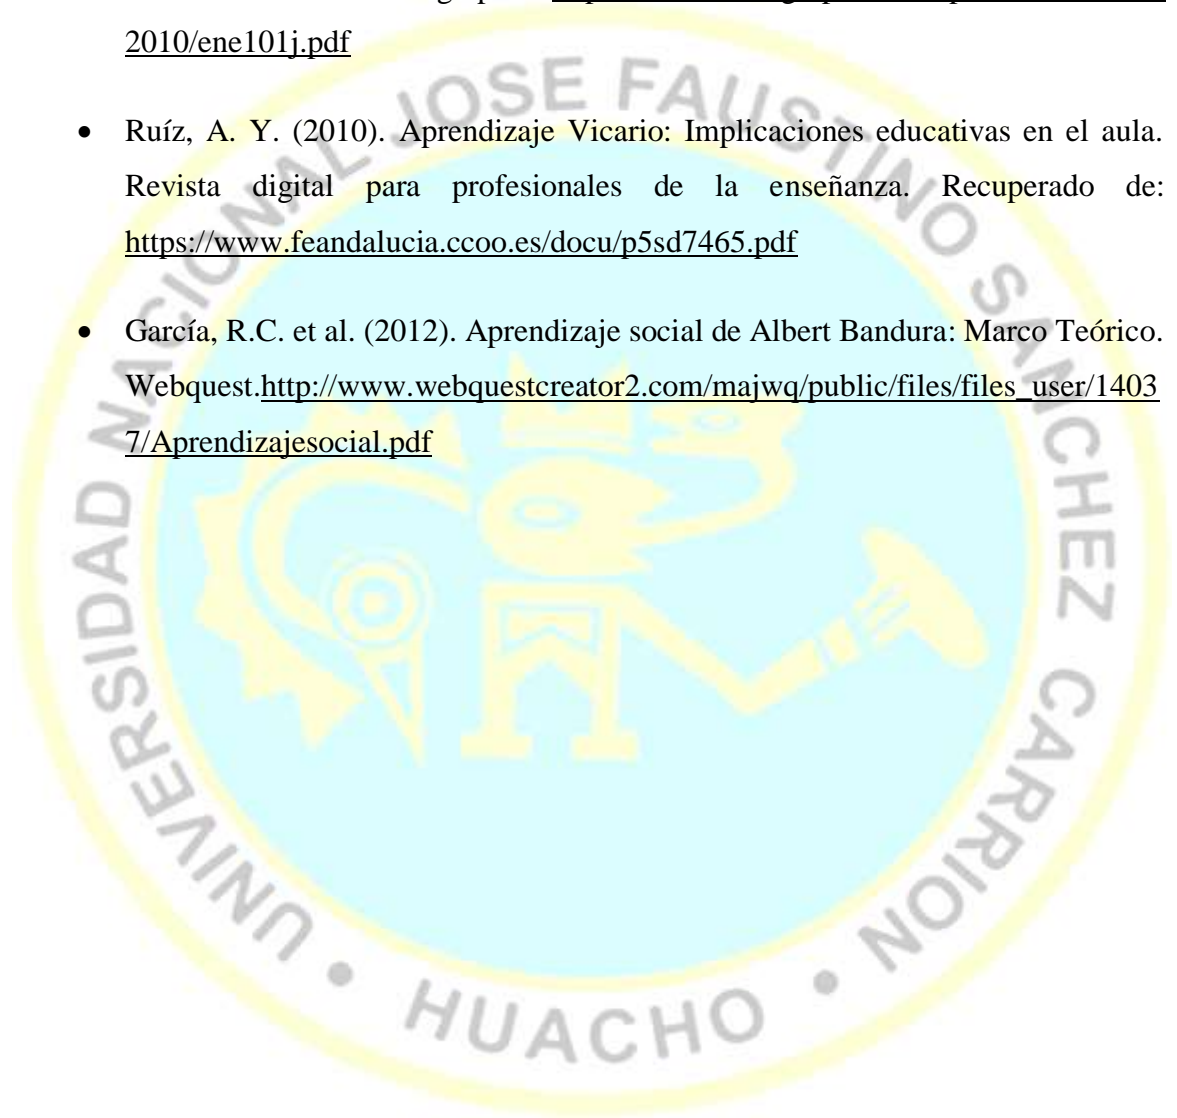 2010/ene101j.pdf
• Ruíz, A. Y. (2010). Aprendizaje Vicario: Implicaciones educativas en el aula.
Revista digital para profesionales de la enseñanza. Recuperado de:
https://www.feandalucia.ccoo.es/docu/p5sd7465.pdf
• García, R.C. et al. (2012). Aprendizaje social de Albert Bandura: Marco Teórico.
Webquest.http://www.webquestcreator2.com/majwq/public/files/files_user/1403
7/Aprendizajesocial.pdf
UNIVERSIDAD NACIONAL JOSE FAUSTINO SANCHEZ CARRION
• HUACHO •